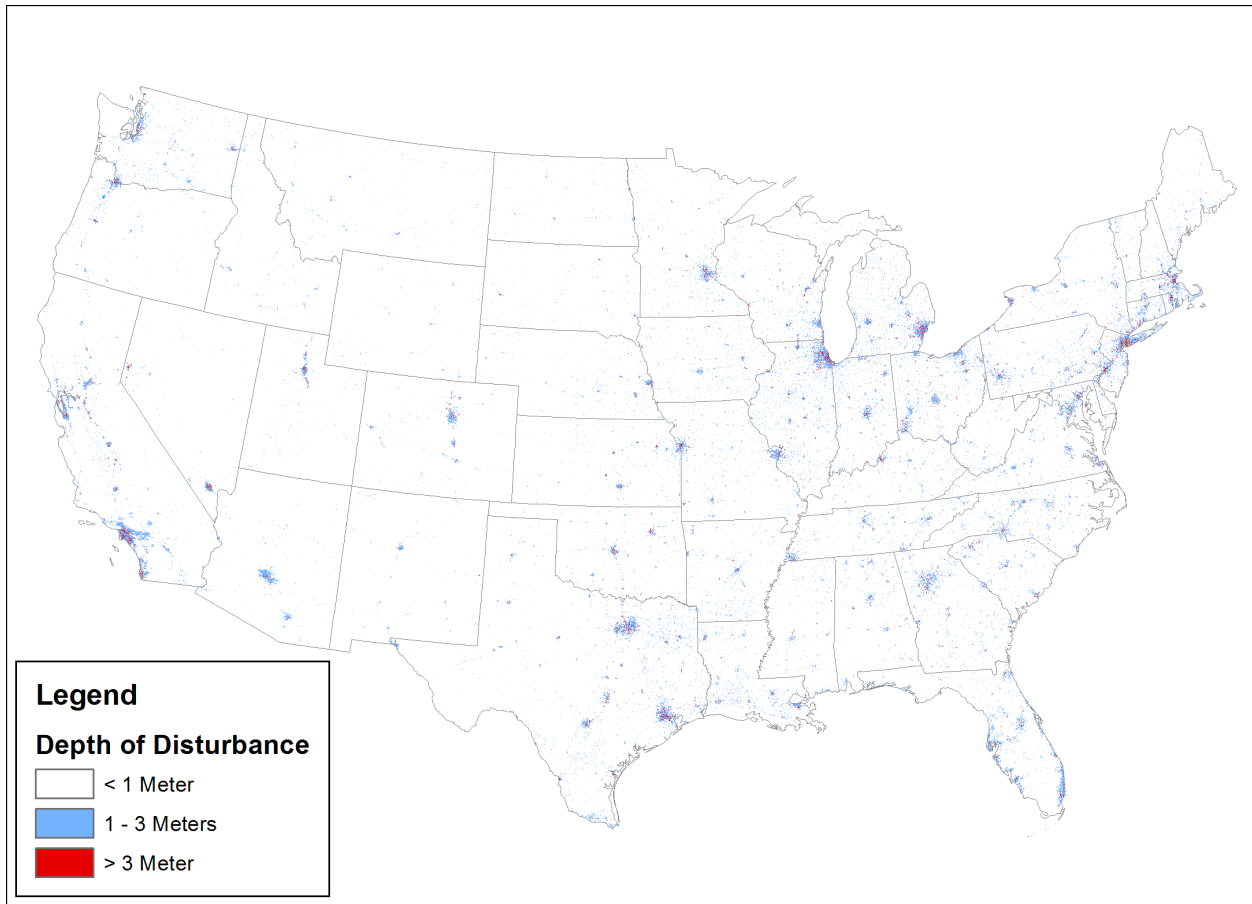 Legend
Depth of Disturbance
< 1 Meter
1 - 3 Meters
> 3 Meter